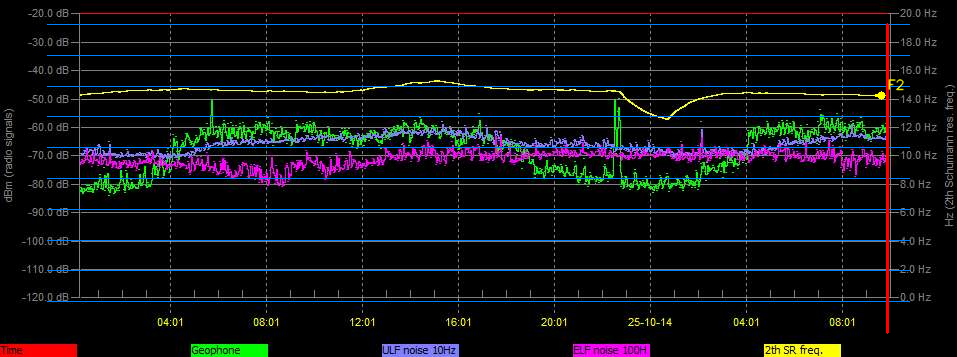 -20.0 dB 20.0 Hz
-30.0 dB 18.0 Hz
-40.0 dB 16.0 Hz
F2
-50.0 dB 14.0 Hz
-60.0 dB 12.0 Hz
-70.0 dB 10.0 Hz
-80.0 dB 8.0 Hz
-90.0 dB 6.0 Hz
-100.0 dB 4.0 Hz
-110.0 dB 2.0 Hz
-120.0 dB 0.0 Hz
dBm (radio signals)
Hz (2th Schumann res. freq.)
04:01 08:01 12:01 16:01 20:01 25-10-14 04:01 08:01
Time Geophone ULF noise 10Hz ELF noise 100H 2th SR freq.